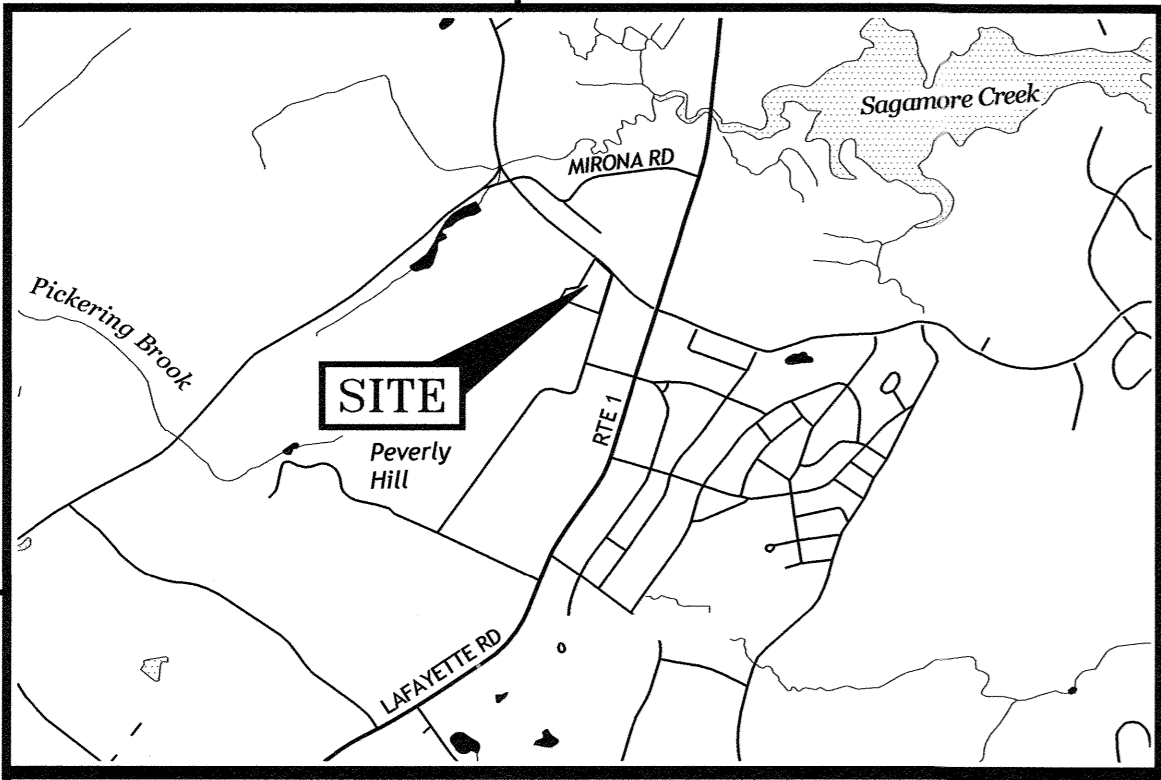 Sagamore Creek
MIRONA RD
Pickering Brook
SITE
RTE 1
Peverly
Hill
LAFAYETTE RD